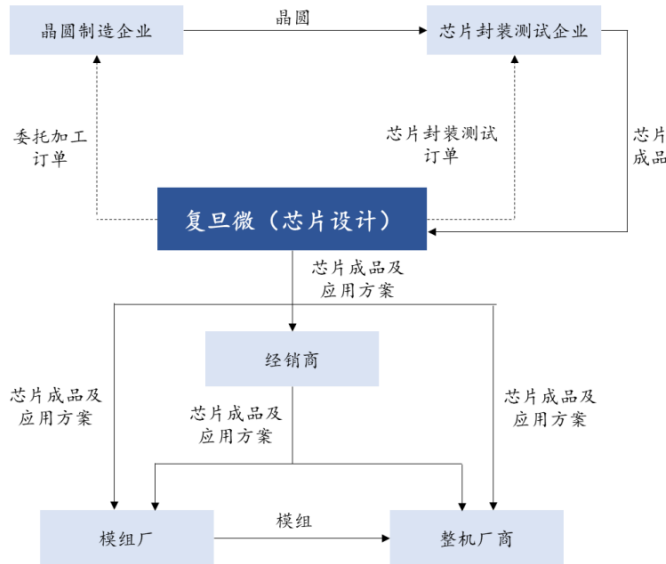 晶圆制造企业
晶圆
芯片封装测试企业
委托加工
订单
芯片封装测试
订单
芯片
成品
复旦微（芯片设计）
芯片成品及
应用方案
经销商
芯片成品及
应用方案
芯片成品及
应用方案
芯片成品及
应用方案
模组厂
模组
整机厂商